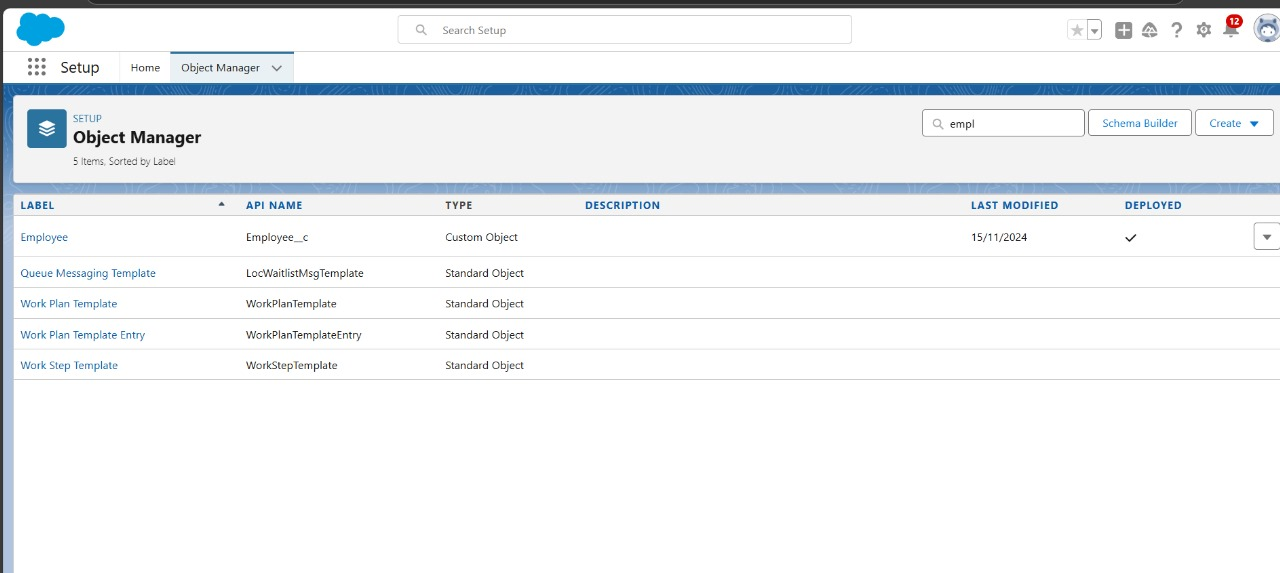 Search Setup
12
Setup
Home
Object Manager
SETUP
Object Manager
5 Items, Sorted by Label
empl
Schema Builder
Create
LABEL API NAME TYPE DESCRIPTION LAST MODIFIED DEPLOYED
Employee Employee__c Custom Object 15/11/2024
Queue Messaging Template LocWaitlistMsgTemplate Standard Object
Work Plan Template WorkPlanTemplate Standard Object
Work Plan Template Entry WorkPlanTemplateEntry Standard Object
Work Step Template WorkStepTemplate Standard Object